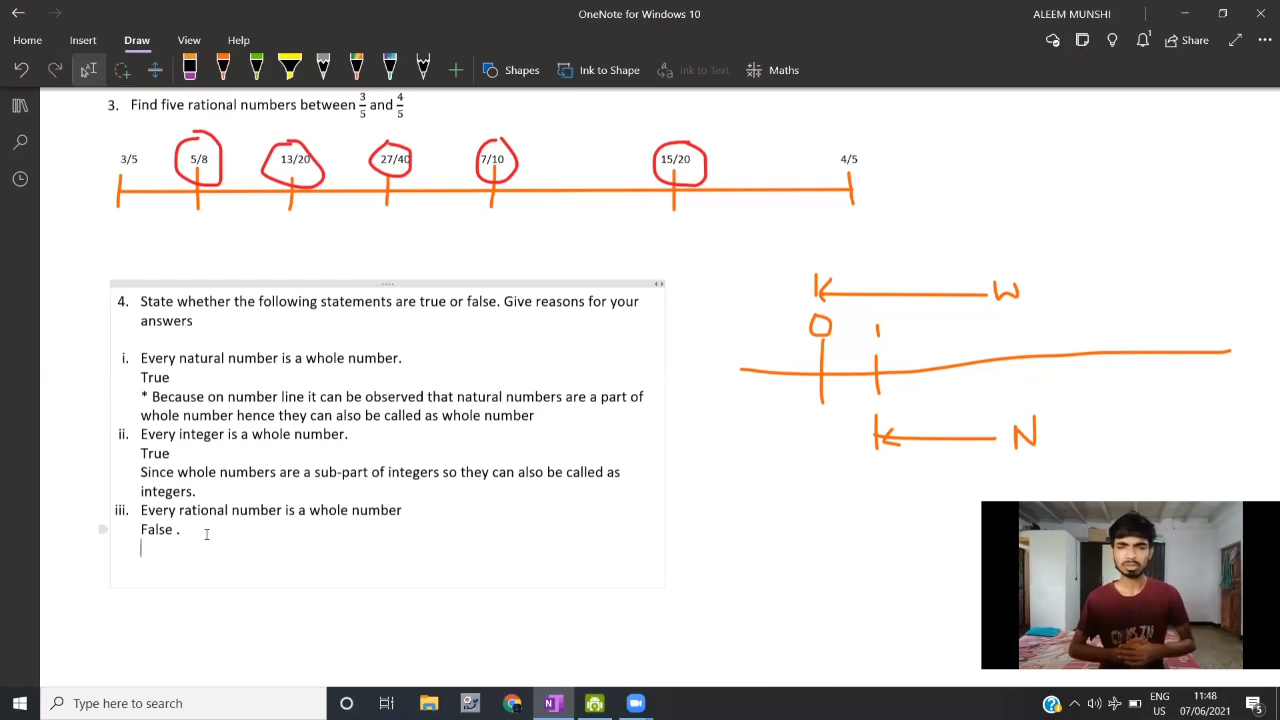 OneNote for Windows 10
ALEEM MUNSHI
Home Insert Draw View Help
Share
Shapes Ink to Shape Ink to Text Maths
3. Find five rational numbers between 3/5 and 4/5
3/5 5/8 13/20 27/40 7/10 15/20 4/5
4. State whether the following statements are true or false. Give reasons for your
answers
i. Every natural number is a whole number.
True
* Because on number line it can be observed that natural numbers are a part of
whole number hence they can also be called as whole number
ii. Every integer is a whole number.
True
Since whole numbers are a sub-part of integers so they can also be called as
integers.
iii. Every rational number is a whole number
False .
W
0 1
N
Type here to search
ENG
US
11:48
07/06/2021
5